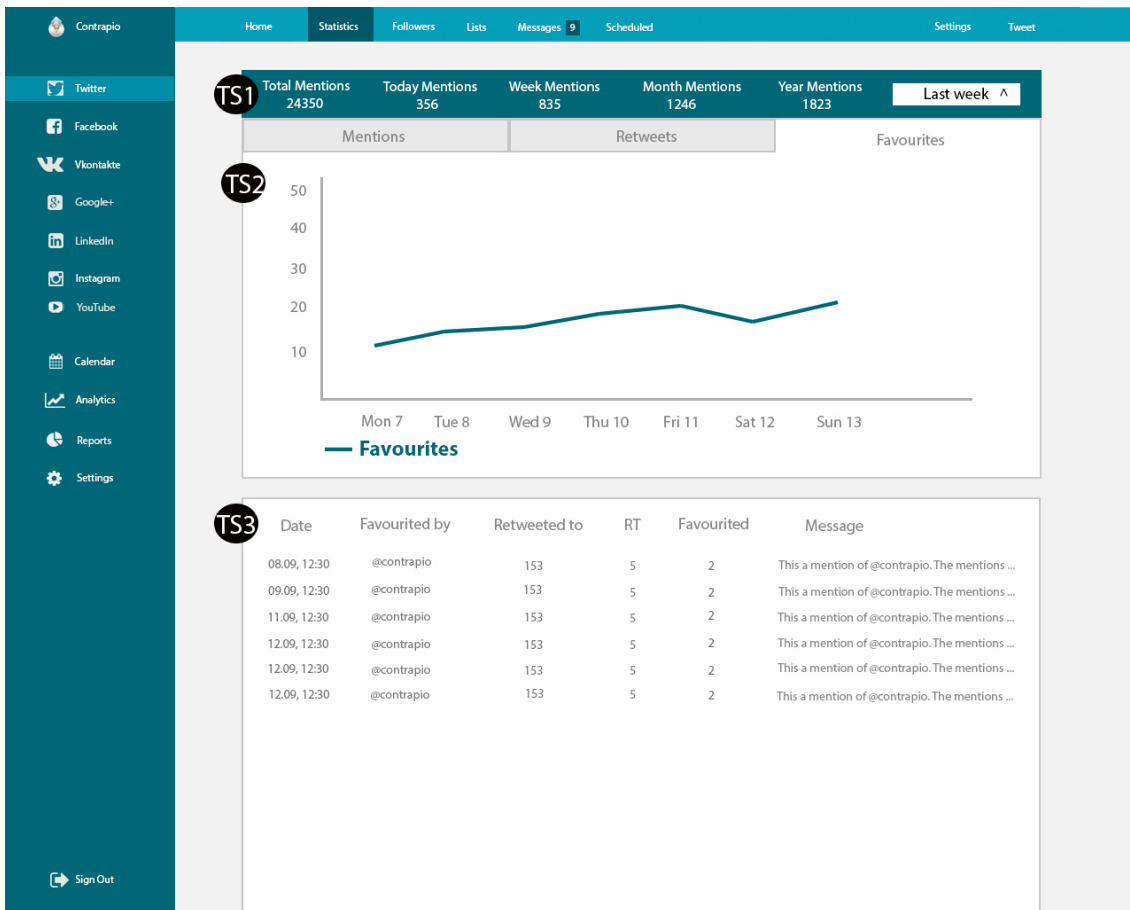 Contrapio
Home Statistics Followers Lists Messages 9 Scheduled Settings Tweet
Twitter
Facebook
Vkontakte
Google+
LinkedIn
Instagram
YouTube
Calendar
Analytics
Reports
Settings
Sign Out
TS1
Total Mentions Today Mentions Week Mentions Month Mentions Year Mentions
24350 356 835 1246 1823
Last week ^
Mentions Retweets Favourites
TS2
50
40
30
20
10
Mon 7 Tue 8 Wed 9 Thu 10 Fri 11 Sat 12 Sun 13
Favourites
TS3
Date Favourited by Retweeted to RT Favourited Message
08.09, 12:30 @contrapio 153 5 2 This a mention of @contrapio. The mentions ...
09.09, 12:30 @contrapio 153 5 2 This a mention of @contrapio. The mentions ...
11.09, 12:30 @contrapio 153 5 2 This a mention of @contrapio. The mentions ...
12.09, 12:30 @contrapio 153 5 2 This a mention of @contrapio. The mentions ...
12.09, 12:30 @contrapio 153 5 2 This a mention of @contrapio. The mentions ...
12.09, 12:30 @contrapio 153 5 2 This a mention of @contrapio. The mentions ...